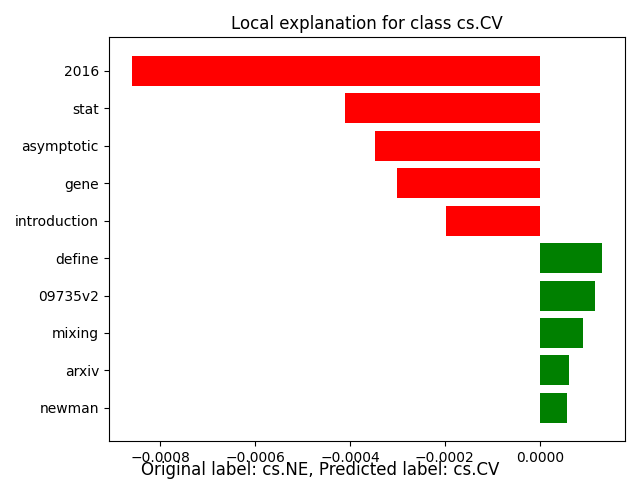 Local explanation for class cs.CV
2016
stat
asymptotic
gene
introduction
define
09735v2
mixing
arxiv
newman
−0.0008 −0.0006 −0.0004 −0.0002 0.0000
Original label: cs.NE, Predicted label: cs.CV